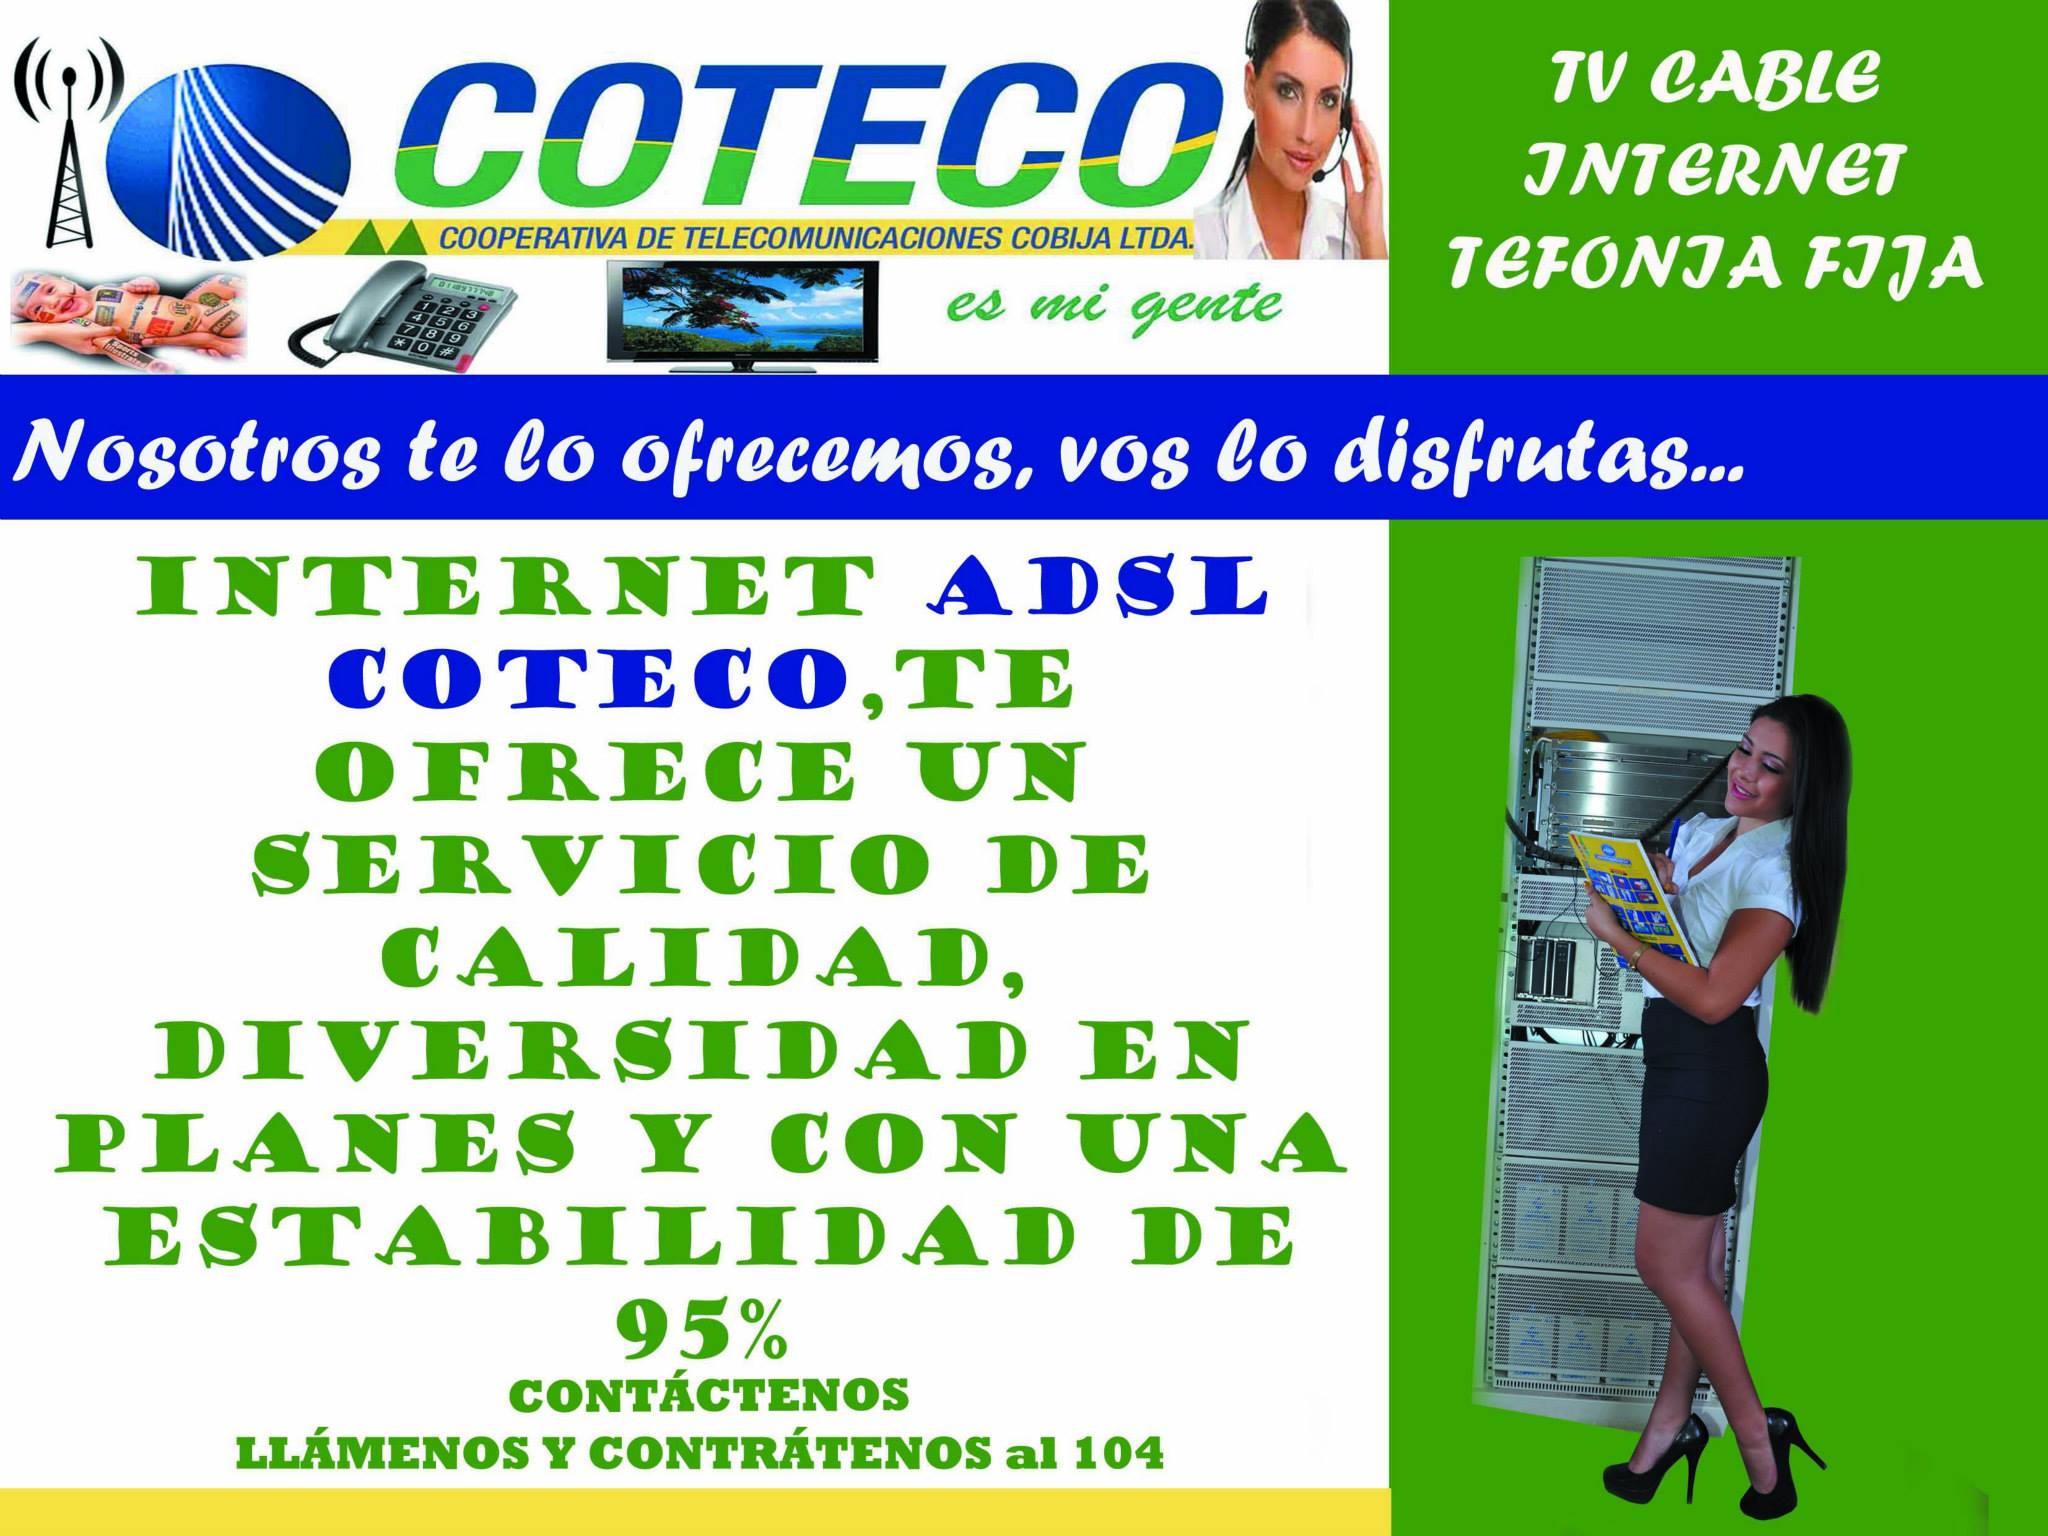 COTECO
COOPERATIVA DE TELECOMUNICACIONES COBIJA LTDA.
es mi gente
TV CABLE
INTERNET
TEFONIA FIJA
Nosotros te lo ofrecemos, vos lo disfrutas...
INTERNET ADSL
COTECO,TE
OFRECE UN
SERVICIO DE
CALIDAD,
DIVERSIDAD EN
PLANES Y CON UNA
ESTABILIDAD DE
95%
CONTÁCTENOS
LLÁMENOS Y CONTRÁTENOS al 104